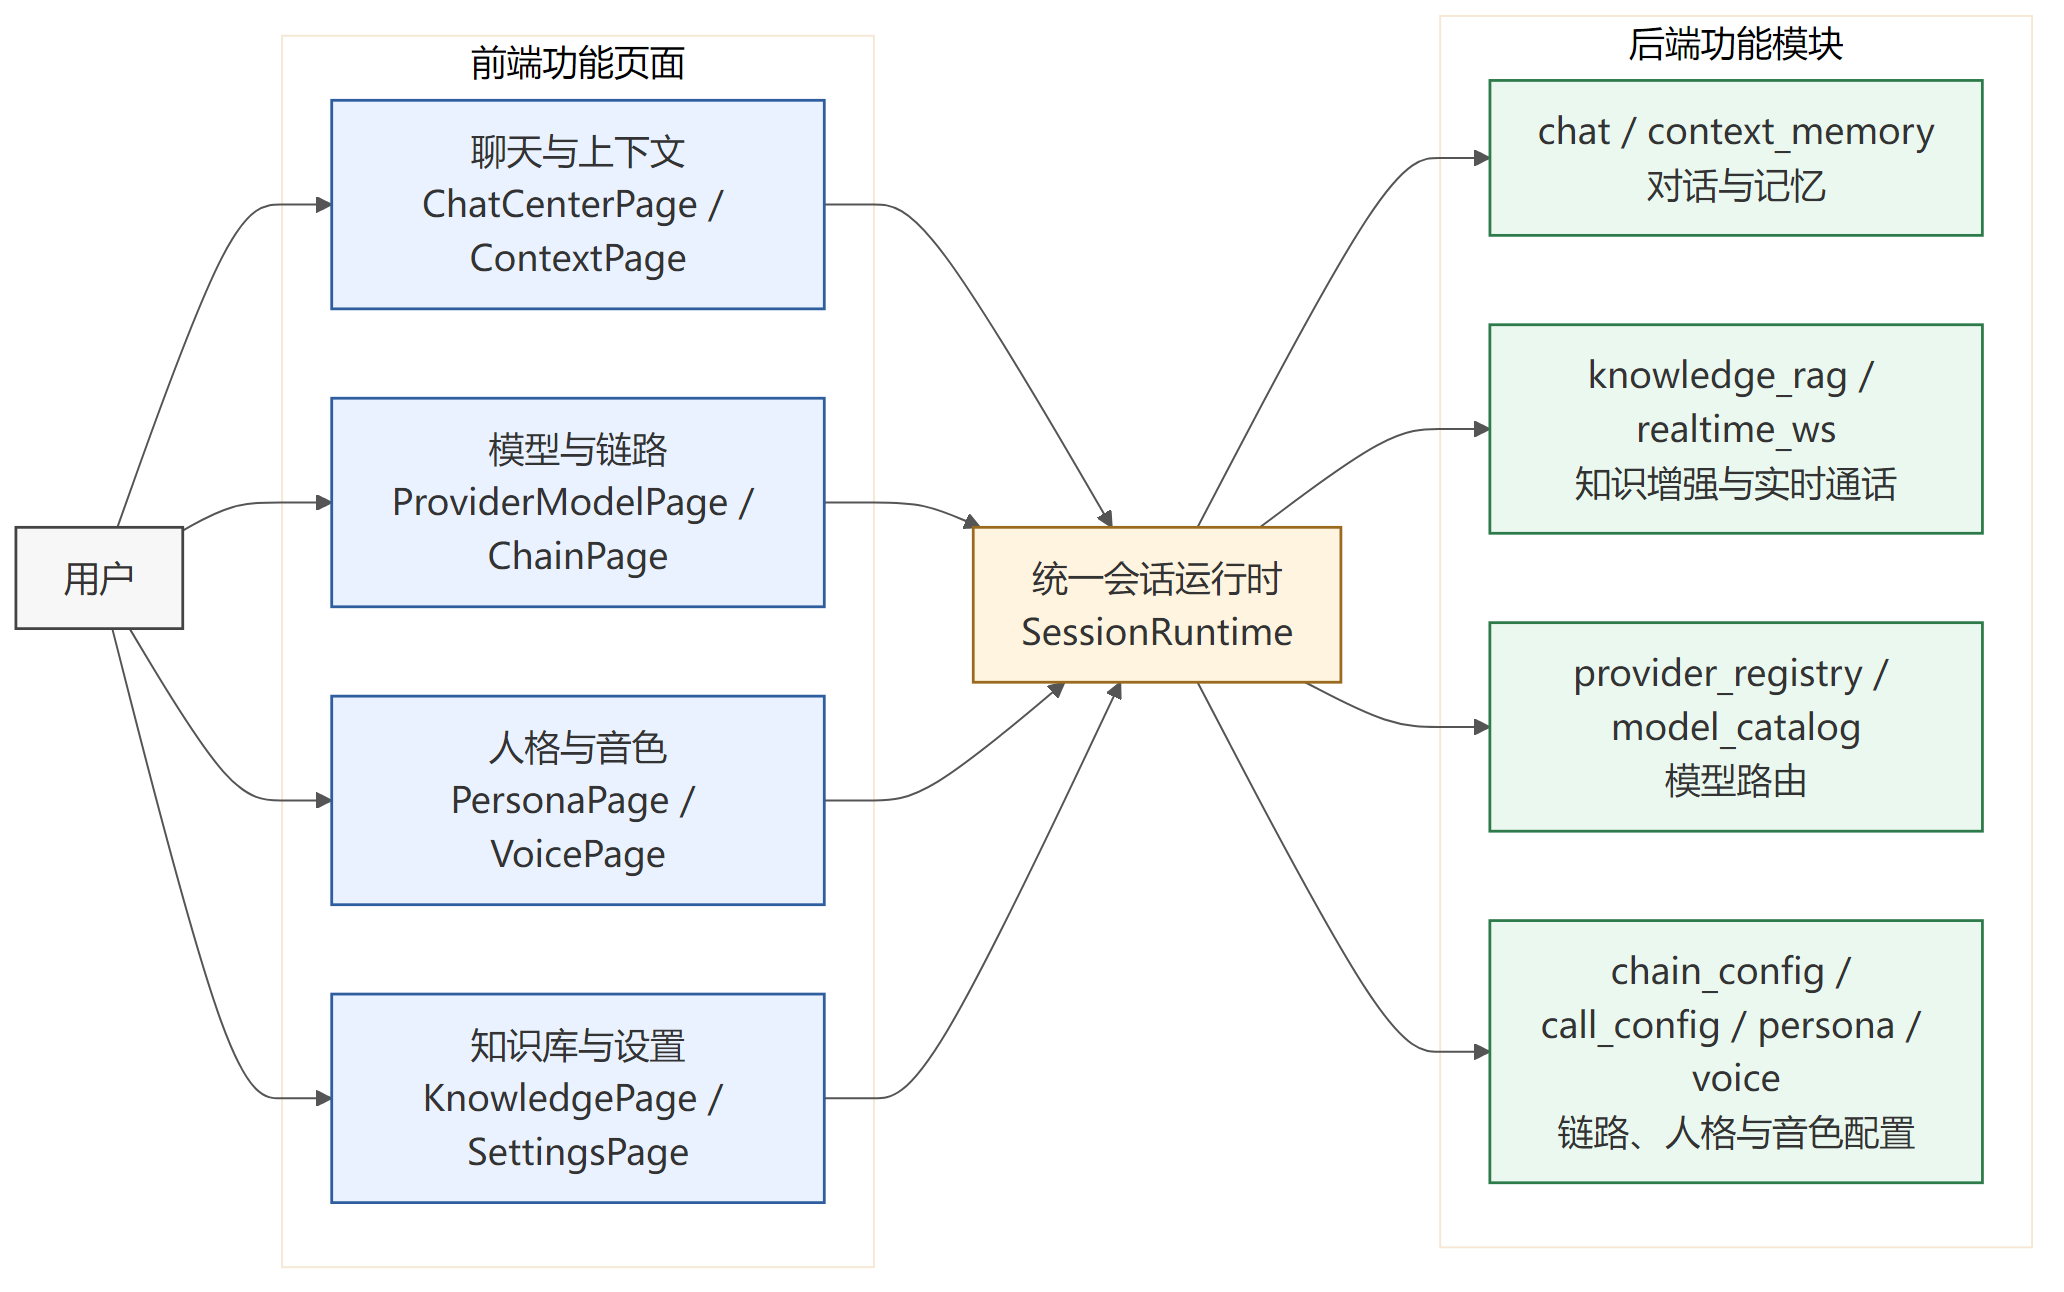 用户
前端功能页面
聊天与上下文
ChatCenterPage /
ContextPage
模型与链路
ProviderModelPage /
ChainPage
人格与音色
PersonaPage /
VoicePage
知识库与设置
KnowledgePage /
SettingsPage
统一会话运行时
SessionRuntime
后端功能模块
chat / context_memory
对话与记忆
knowledge_rag /
realtime_ws
知识增强与实时通话
provider_registry /
model_catalog
模型路由
chain_config /
call_config / persona /
voice
链路、人格与音色配置